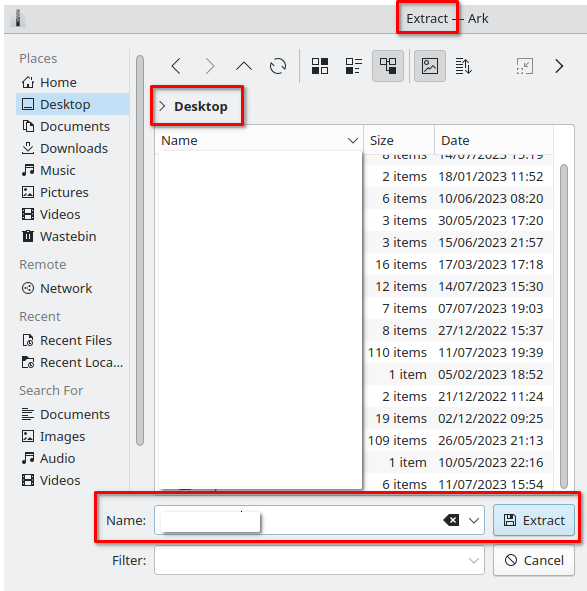 Extract — Ark
Places
Home
Desktop
Documents
Downloads
Music
Pictures
Videos
Wastebin
Remote
Network
Recent
Recent Files
Recent Loca...
Search For
Documents
Images
Audio
Videos
Desktop
Name Size Date
8 items 14/07/2023 15:19
2 items 18/01/2023 11:52
6 items 10/06/2023 08:20
3 items 30/05/2023 17:20
3 items 15/06/2023 21:57
16 items 17/03/2023 17:18
12 items 14/07/2023 15:30
7 items 07/07/2023 19:03
8 items 27/12/2022 15:37
110 items 11/07/2023 19:39
1 item 05/02/2023 18:52
2 items 21/12/2022 11:24
19 items 02/12/2022 09:25
109 items 26/05/2023 21:13
1 item 10/05/2023 22:16
6 items 11/07/2023 15:54
Name: Extract
Filter: Cancel